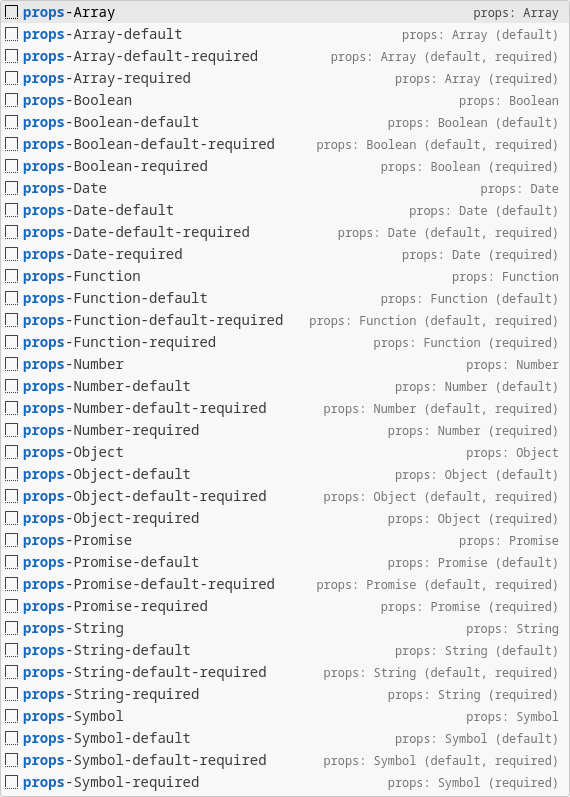 props-Array props: Array
props-Array-default props: Array (default)
props-Array-default-required props: Array (default, required)
props-Array-required props: Array (required)
props-Boolean props: Boolean
props-Boolean-default props: Boolean (default)
props-Boolean-default-required props: Boolean (default, required)
props-Boolean-required props: Boolean (required)
props-Date props: Date
props-Date-default props: Date (default)
props-Date-default-required props: Date (default, required)
props-Date-required props: Date (required)
props-Function props: Function
props-Function-default props: Function (default)
props-Function-default-required props: Function (default, required)
props-Function-required props: Function (required)
props-Number props: Number
props-Number-default props: Number (default)
props-Number-default-required props: Number (default, required)
props-Number-required props: Number (required)
props-Object props: Object
props-Object-default props: Object (default)
props-Object-default-required props: Object (default, required)
props-Object-required props: Object (required)
props-Promise props: Promise
props-Promise-default props: Promise (default)
props-Promise-default-required props: Promise (default, required)
props-Promise-required props: Promise (required)
props-String props: String
props-String-default props: String (default)
props-String-default-required props: String (default, required)
props-String-required props: String (required)
props-Symbol props: Symbol
props-Symbol-default props: Symbol (default)
props-Symbol-default-required props: Symbol (default, required)
props-Symbol-required props: Symbol (required)